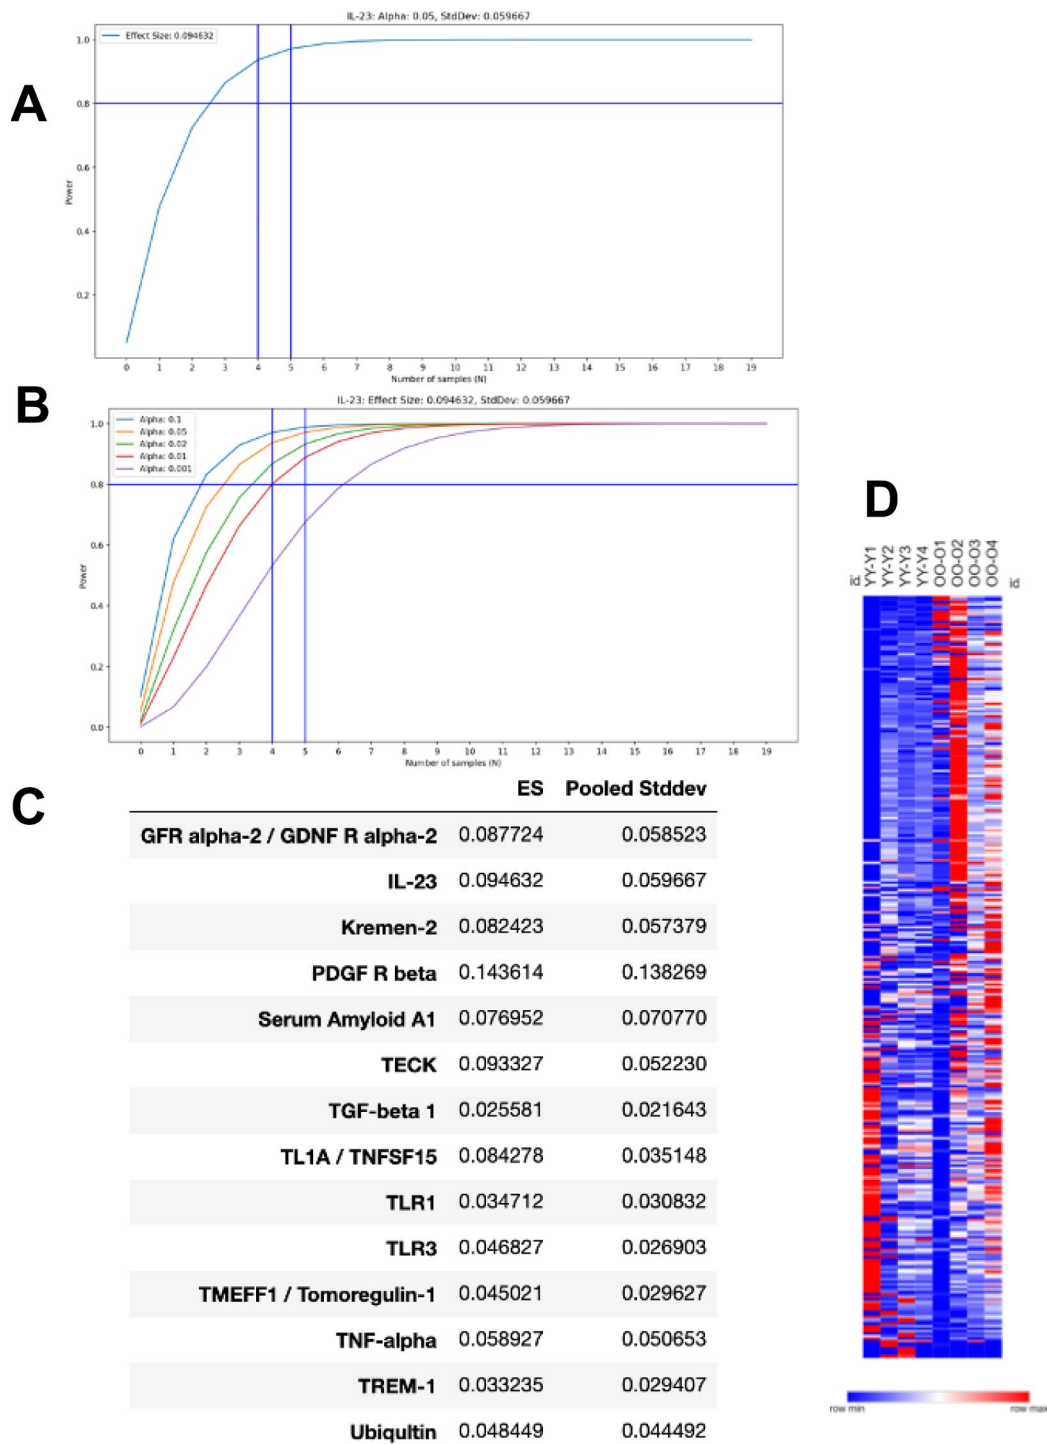 A
IL-23: Alpha: 0.05, StdDev: 0.059667
Effect Size: 0.094632
1.0
0.8
0.6
0.4
0.2
Power
0 1 2 3 4 5 6 7 8 9 10 11 12 13 14 15 16 17 18 19
Number of samples (N)
B
IL-23: Effect Size: 0.094632, StdDev: 0.059667
Alpha: 0.1
Alpha: 0.05
Alpha: 0.02
Alpha: 0.01
Alpha: 0.001
1.0
0.8
0.6
0.4
0.2
0.0
Power
0 1 2 3 4 5 6 7 8 9 10 11 12 13 14 15 16 17 18 19
Number of samples (N)
C
ES Pooled Stddev
GFR alpha-2 / GDNF R alpha-2 0.087724 0.058523
IL-23 0.094632 0.059667
Kremen-2 0.082423 0.057379
PDGF R beta 0.143614 0.138269
Serum Amyloid A1 0.076952 0.070770
TECK 0.093327 0.052230
TGF-beta 1 0.025581 0.021643
TL1A / TNFSF15 0.084278 0.035148
TLR1 0.034712 0.030832
TLR3 0.046827 0.026903
TMEFF1 / Tomoregulin-1 0.045021 0.029627
TNF-alpha 0.058927 0.050653
TREM-1 0.033235 0.029407
Ubiqultin 0.048449 0.044492
D
id YY-Y1 YY-Y2 YY-Y3 YY-Y4 OO-O1 OO-O2 OO-O3 OO-O4 id
row min row max